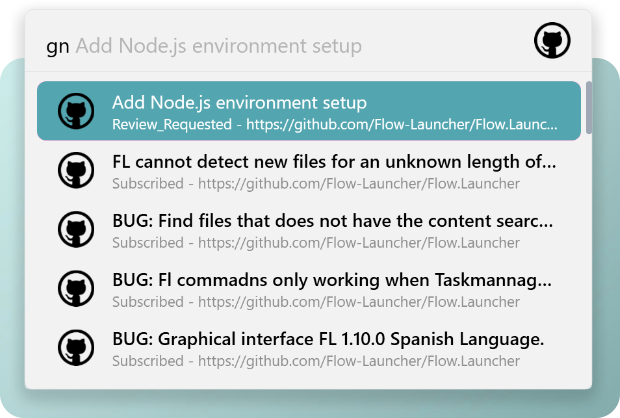 gn Add Node.js environment setup
Add Node.js environment setup
Review_Requested - https://github.com/Flow-Launcher/Flow.Launc...
FL cannot detect new files for an unknown length of...
Subscribed - https://github.com/Flow-Launcher/Flow.Launcher
BUG: Find files that does not have the content searc...
Subscribed - https://github.com/Flow-Launcher/Flow.Launcher
BUG: Fl commadns only working when Taskmannag...
Subscribed - https://github.com/Flow-Launcher/Flow.Launcher
BUG: Graphical interface FL 1.10.0 Spanish Language.
Subscribed - https://github.com/Flow-Launcher/Flow.Launcher